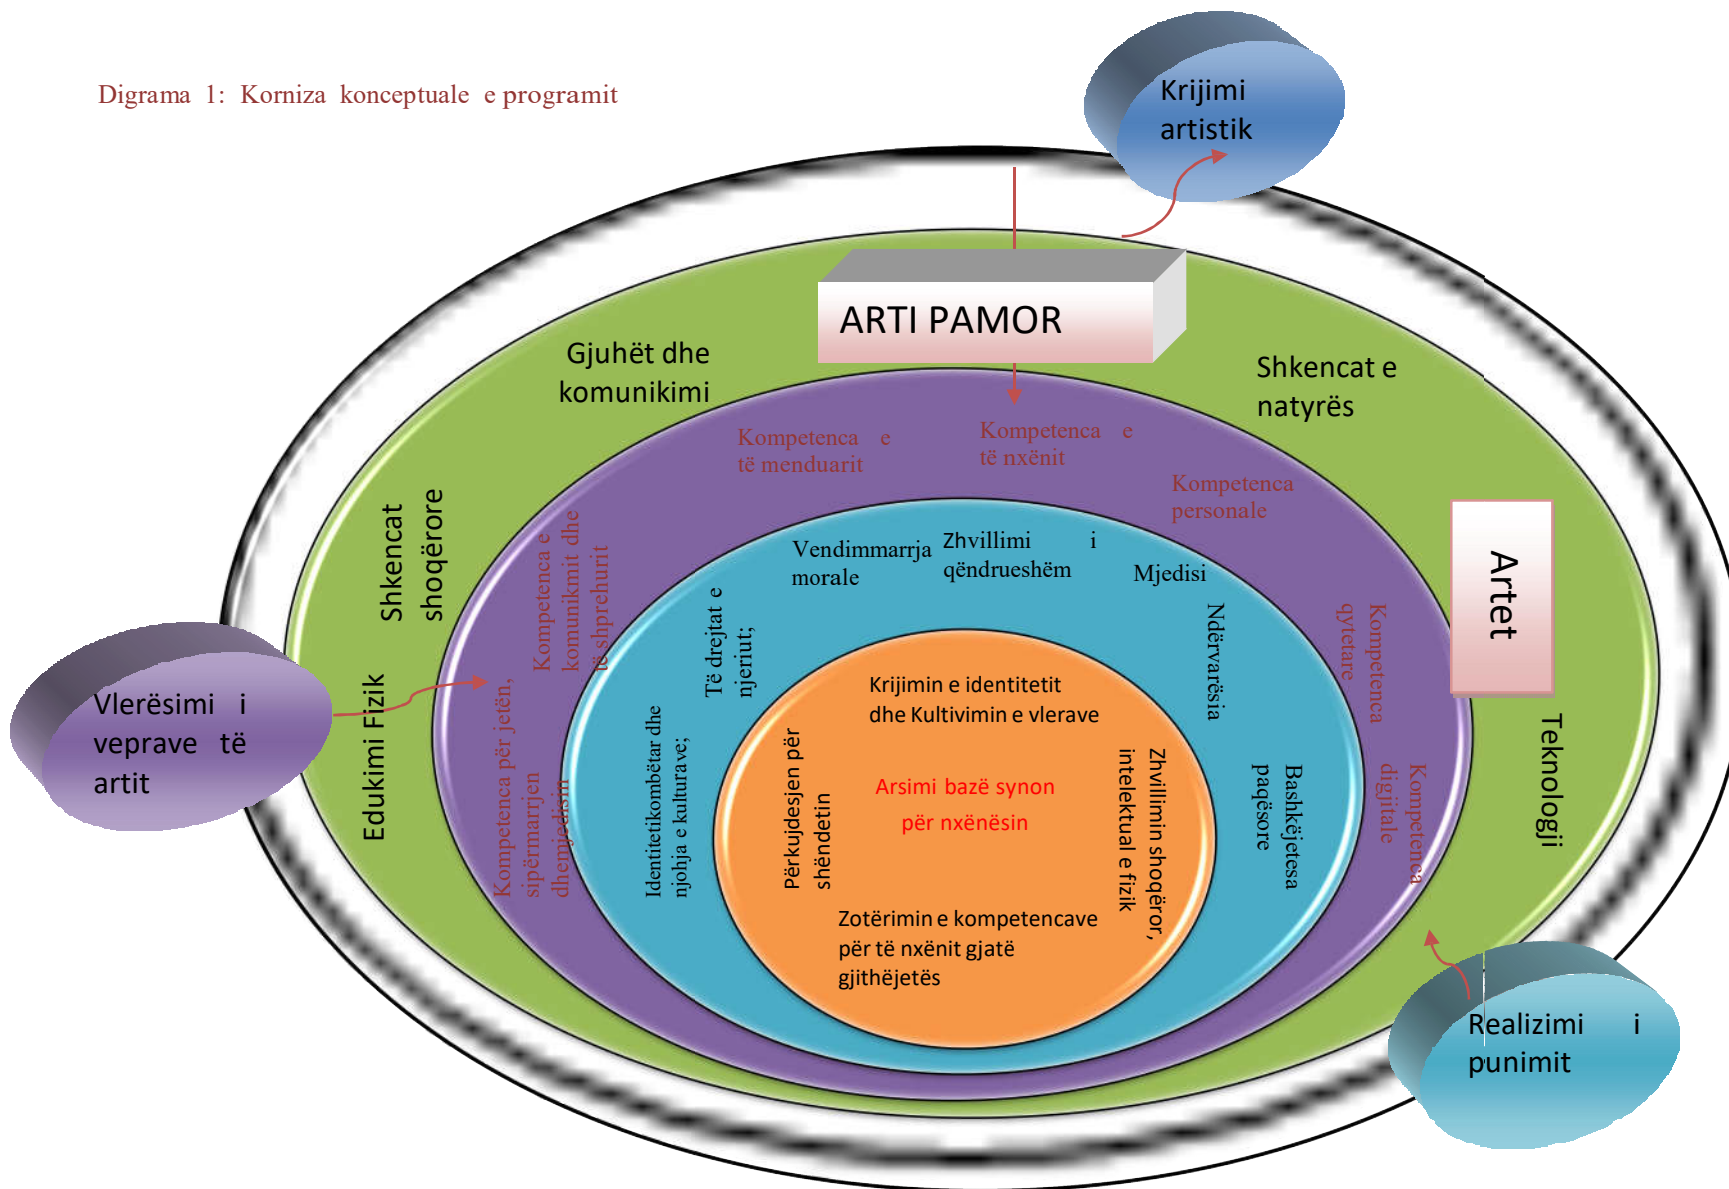 Digrama 1: Korniza konceptuale e programit
Krijimi
artistik
ARTI PAMOR
Gjuhët dhe
komunikimi
Shkencat e
natyrës
Shkencat
shoqërore
Edukimi Fizik
Artet
Teknologji
Vlerësimi i
veprave të
artit
Realizimi i
punimit
Kompetenca e
të menduarit
Kompetenca e
të nxënit
Kompetenca
personale
Kompetenca e
komunikmit dhe
të shprehurit
Kompetenca për jetën,
sipërmarrjen
dhemjedisin
Kompetenca
qytetare
Kompetenca
digjitale
Vendimmarrja
morale
Zhvillimi i
qëndrueshëm
Mjedisi
Ndërvarësia
Të drejtat e
njeriut;
Identitetikombëtar dhe
njohja e kulturave;
Bashkëjetesa
paqësore
Krijimin e identitetit
dhe Kultivimin e vlerave
Përkujdesjen për
shëndetin
Arsimi bazë synon
për nxënësin
Zhvillimin shoqëror,
intelektual e fizik
Zotërimin e kompetencave
për të nxënit gjatë
gjithëjetës